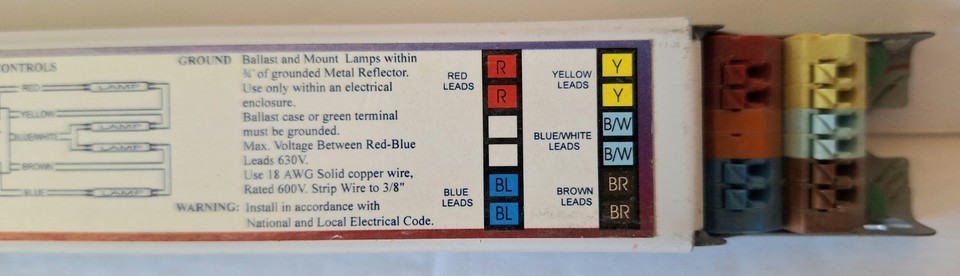 CONTROLS
RED
LAMP
YELLOW
LAMP
BLUE/WHITE
LAMP
BROWN
BLUE
LAMP
GROUND Ballast and Mount Lamps within
¾" of grounded Metal Reflector.
Use only within an electrical
enclosure.
Ballast case or green terminal
must be grounded.
Max. Voltage Between Red-Blue
Leads 630V.
Use 18 AWG Solid copper wire,
Rated 600V. Strip Wire to 3/8"
WARNING: Install in accordance with
National and Local Electrical Code.
RED
LEADS
R
R
BLUE
LEADS
BL
BL
YELLOW
LEADS
Y
Y
BLUE/WHITE
LEADS
B/W
B/W
BROWN
LEADS
BR
BR